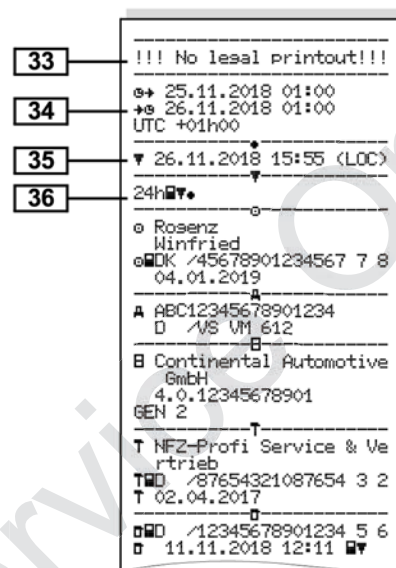 33
!!! No legal printout!!!
34
25.11.2018 01:00
26.11.2018 01:00
UTC +01h00
35
▼ 26.11.2018 15:55 (LOC)
36
24h▼
Rogenz
Winfried
DK /45678901234567 7 8
04.01.2019
A
A ABC12345678901234
D /VS VM 612
B
B Continental Automotive
GmbH
4.0.12345678901
GEN 2
T
T NFZ-Profi Service & Ve
rtrieb
T D /87654321087654 3 2
T 02.04.2017
D /12345678901234 5 6
11.11.2018 12:11 ▼